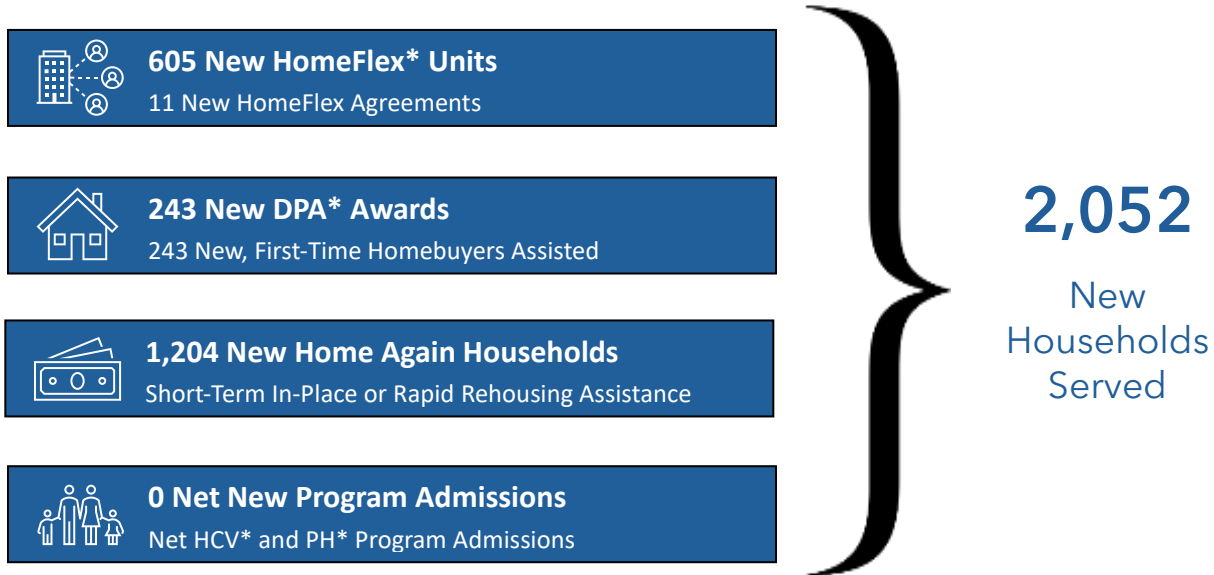 605 New HomeFlex* Units
11 New HomeFlex Agreements
243 New DPA* Awards
243 New, First-Time Homebuyers Assisted
1,204 New Home Again Households
Short-Term In-Place or Rapid Rehousing Assistance
0 Net New Program Admissions
Net HCV* and PH* Program Admissions
2,052
New
Households
Served